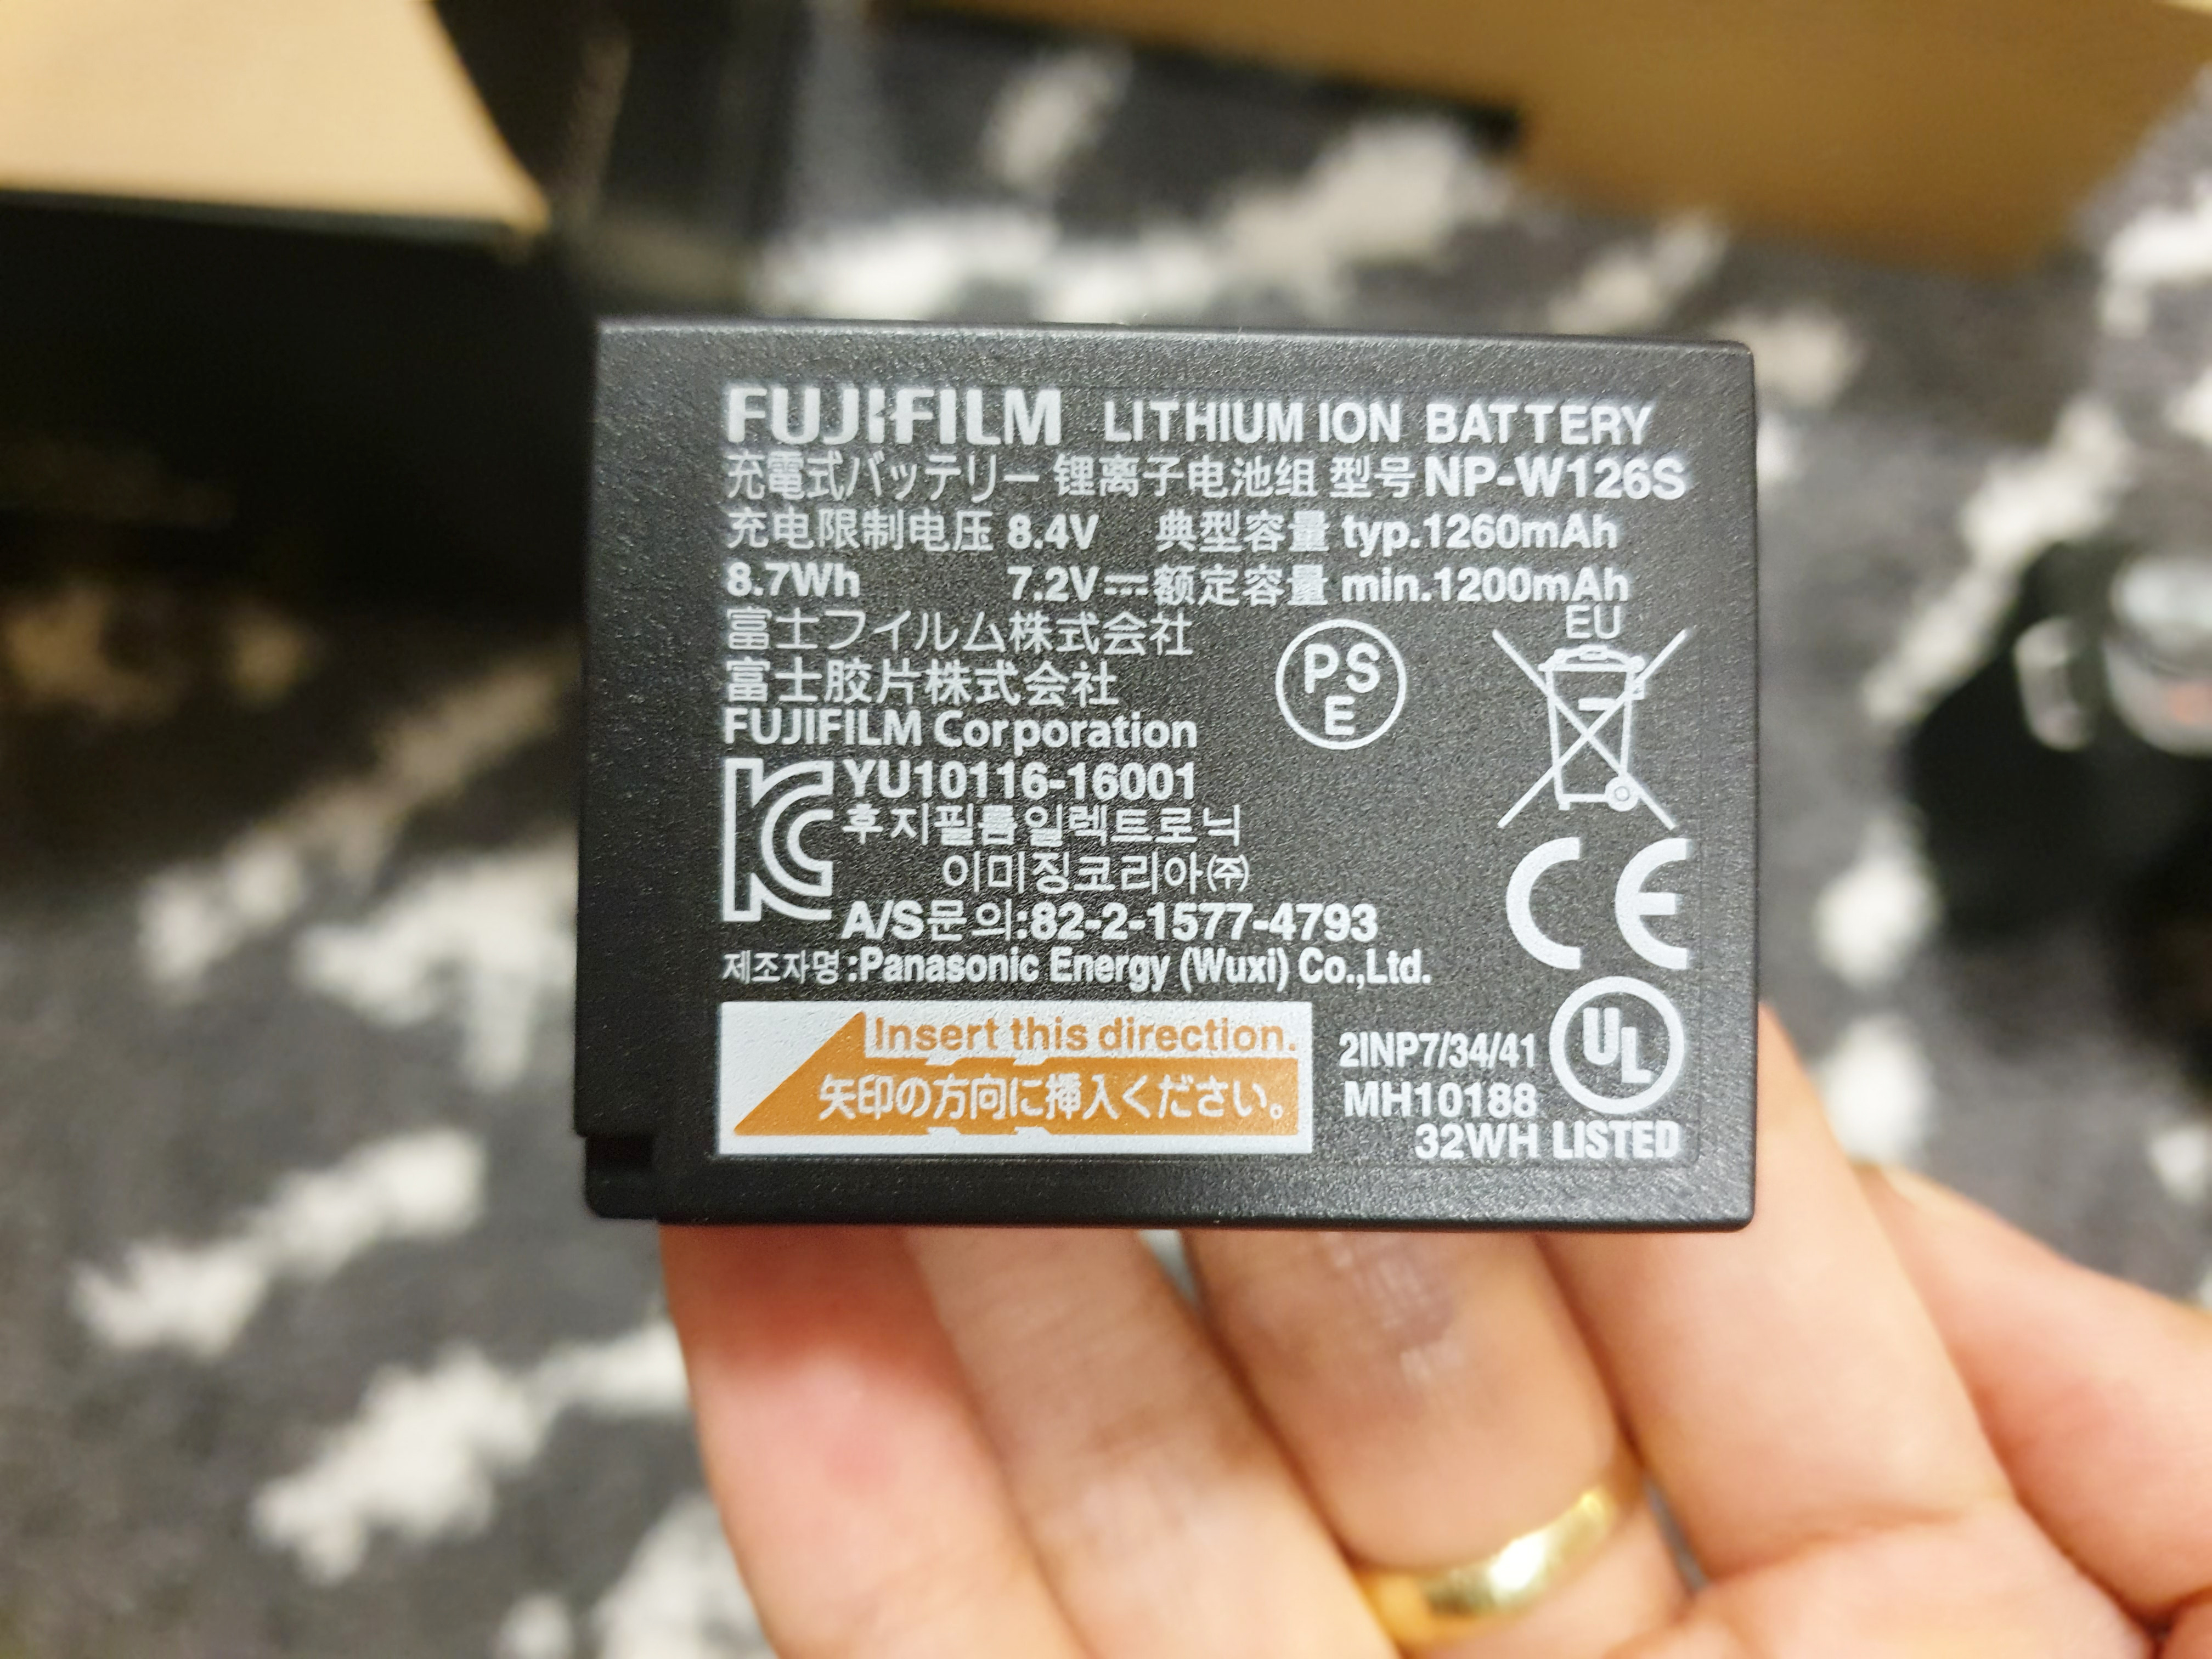 FUJIFILM LITHIUM ION BATTERY
充電式バッテリー 锂离子电池组 型号 NP-W126S
充电限制电压 8.4V 典型容量 typ.1260mAh
8.7Wh 7.2V⎓额定容量 min.1200mAh
富士フイルム株式会社
富士胶片株式会社
FUJIFILM Corporation
PSE
EU
YU10116-16001
후지필름일렉트로닉
이미징코리아㈜
A/S문의:82-2-1577-4793
제조자명:Panasonic Energy (Wuxi) Co.,Ltd.
KC
CE
Insert this direction.
矢印の方向に挿入ください。
2INP7/34/41
MH10188
32WH LISTED
UL